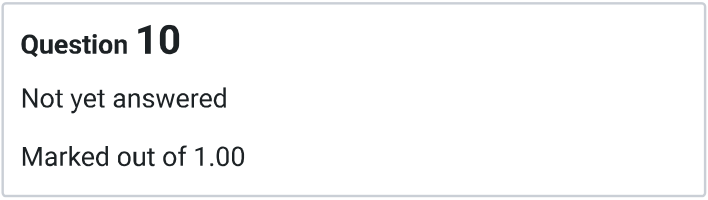 Question 10
Not yet answered
Marked out of 1.00